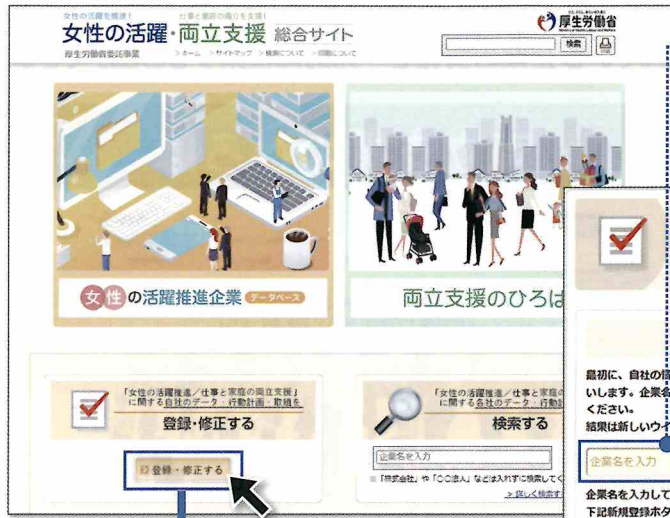 女性の活躍を推進！
仕事と家庭の両立を支援！
女性の活躍・両立支援 総合サイト
厚生労働省委託事業
>ホーム >サイトマップ >検索について >印刷について
厚生労働省
検索
女性の活躍推進企業 データベース
両立支援のひろば
「女性の活躍推進／仕事と家庭の両立支援」
に関する自社のデータ・行動計画・取組を
登録・修正する
登録・修正する
「女性の活躍推進／仕事と家庭の
に関する各社のデータ・行動計
検索する
企業名を入力
「株式会社」や「〇〇法人」などは入れずに検索してく
> 詳しく検索す
最初に、自社の情
いします。企業名
ください。
結果は新しいウイ
企業名を入力
企業名を入力して
下記新規登録ボタ